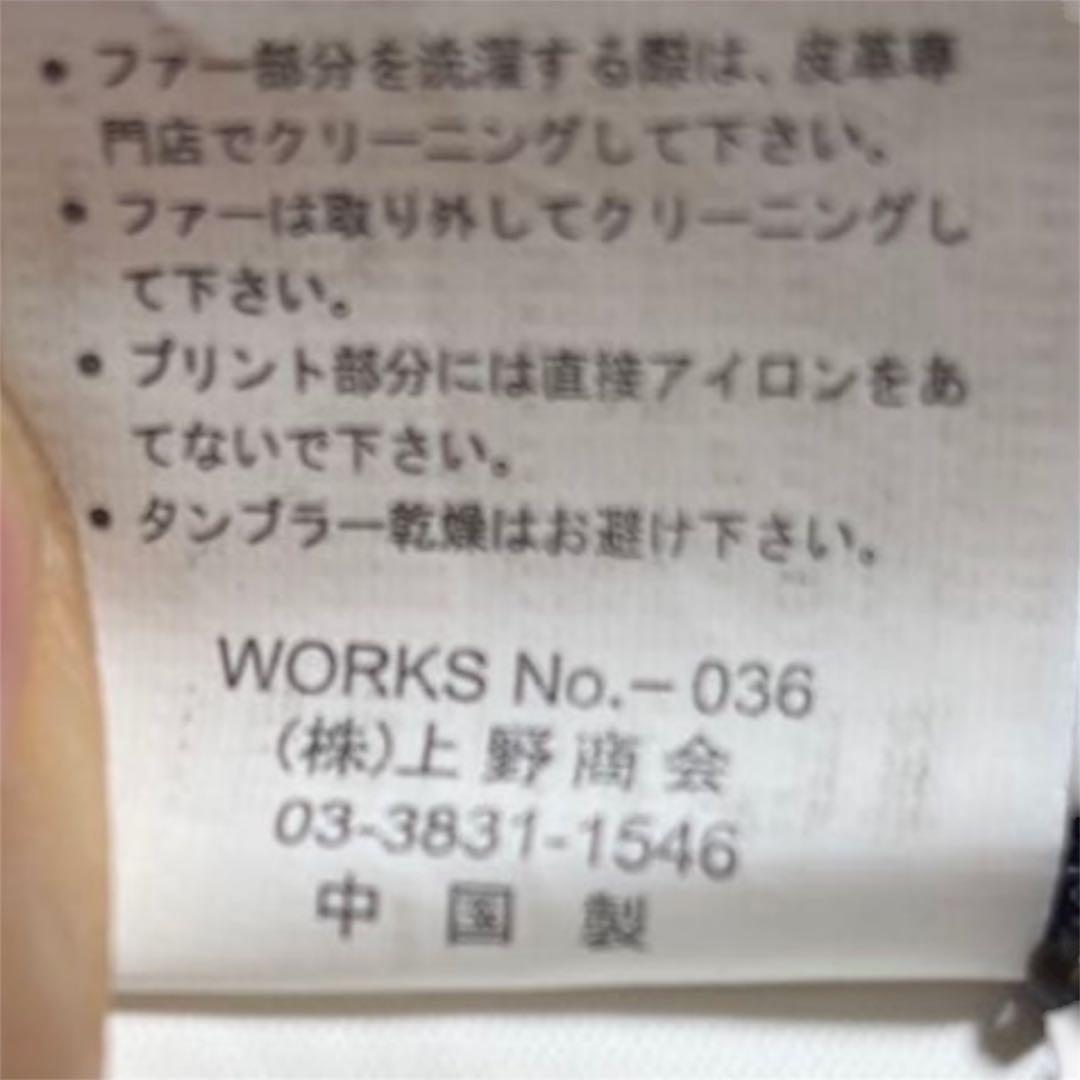 • ファー部分を洗濯する際は、皮革専
門店でクリーニングして下さい。
• ファーは取り外してクリーニングし
て下さい。
• プリント部分には直接アイロンをあ
てないで下さい。
• タンブラー乾燥はお避け下さい。
WORKS No.-036
(株)上野商会
03-3831-1546
中国製